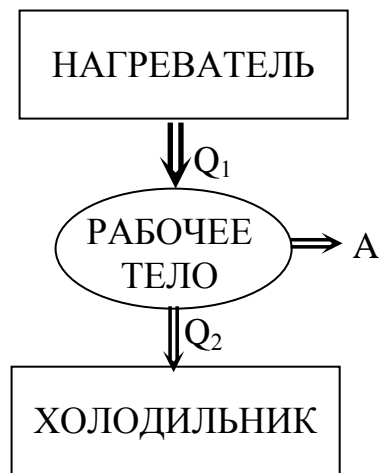 НАГРЕВАТЕЛЬ
Q₁
РАБОЧЕЕ
ТЕЛО
A
Q₂
ХОЛОДИЛЬНИК